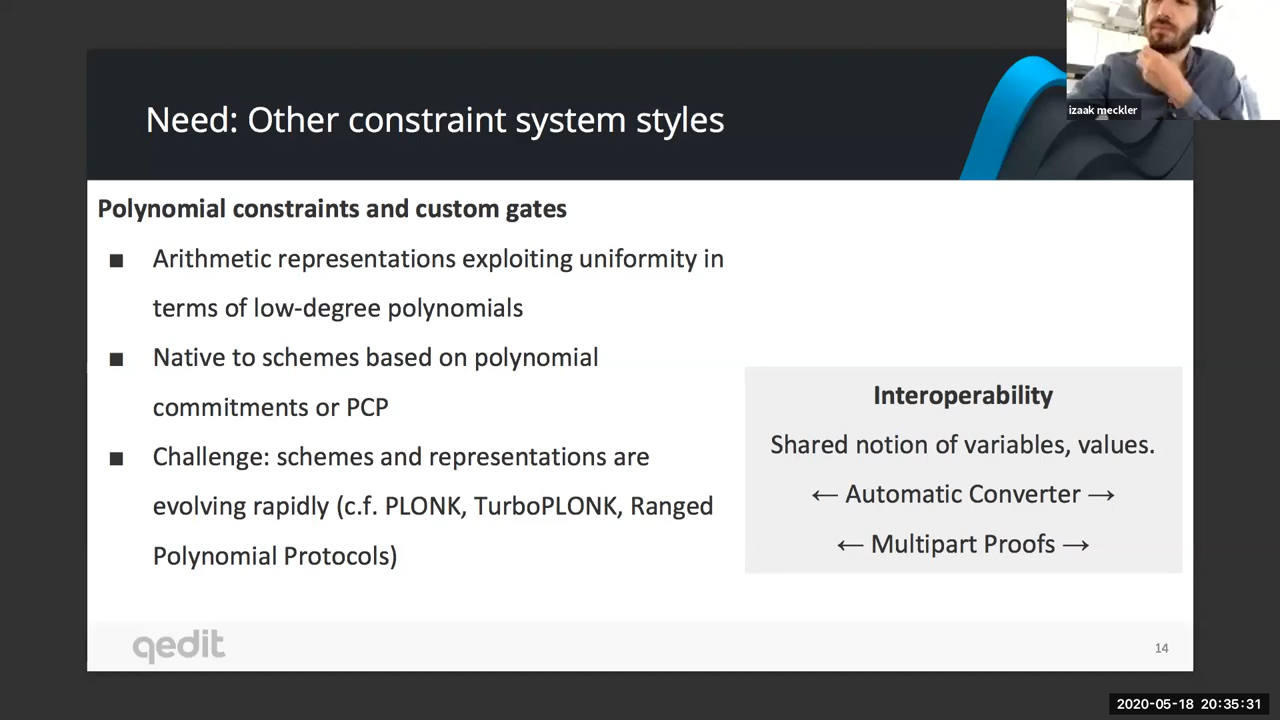 izaak meckler
Need: Other constraint system styles
Polynomial constraints and custom gates
■ Arithmetic representations exploiting uniformity in
terms of low-degree polynomials
■ Native to schemes based on polynomial
commitments or PCP
■ Challenge: schemes and representations are
evolving rapidly (c.f. PLONK, TurboPLONK, Ranged
Polynomial Protocols)
Interoperability
Shared notion of variables, values.
← Automatic Converter →
← Multipart Proofs →
qedit
14
2020-05-18 20:35:31